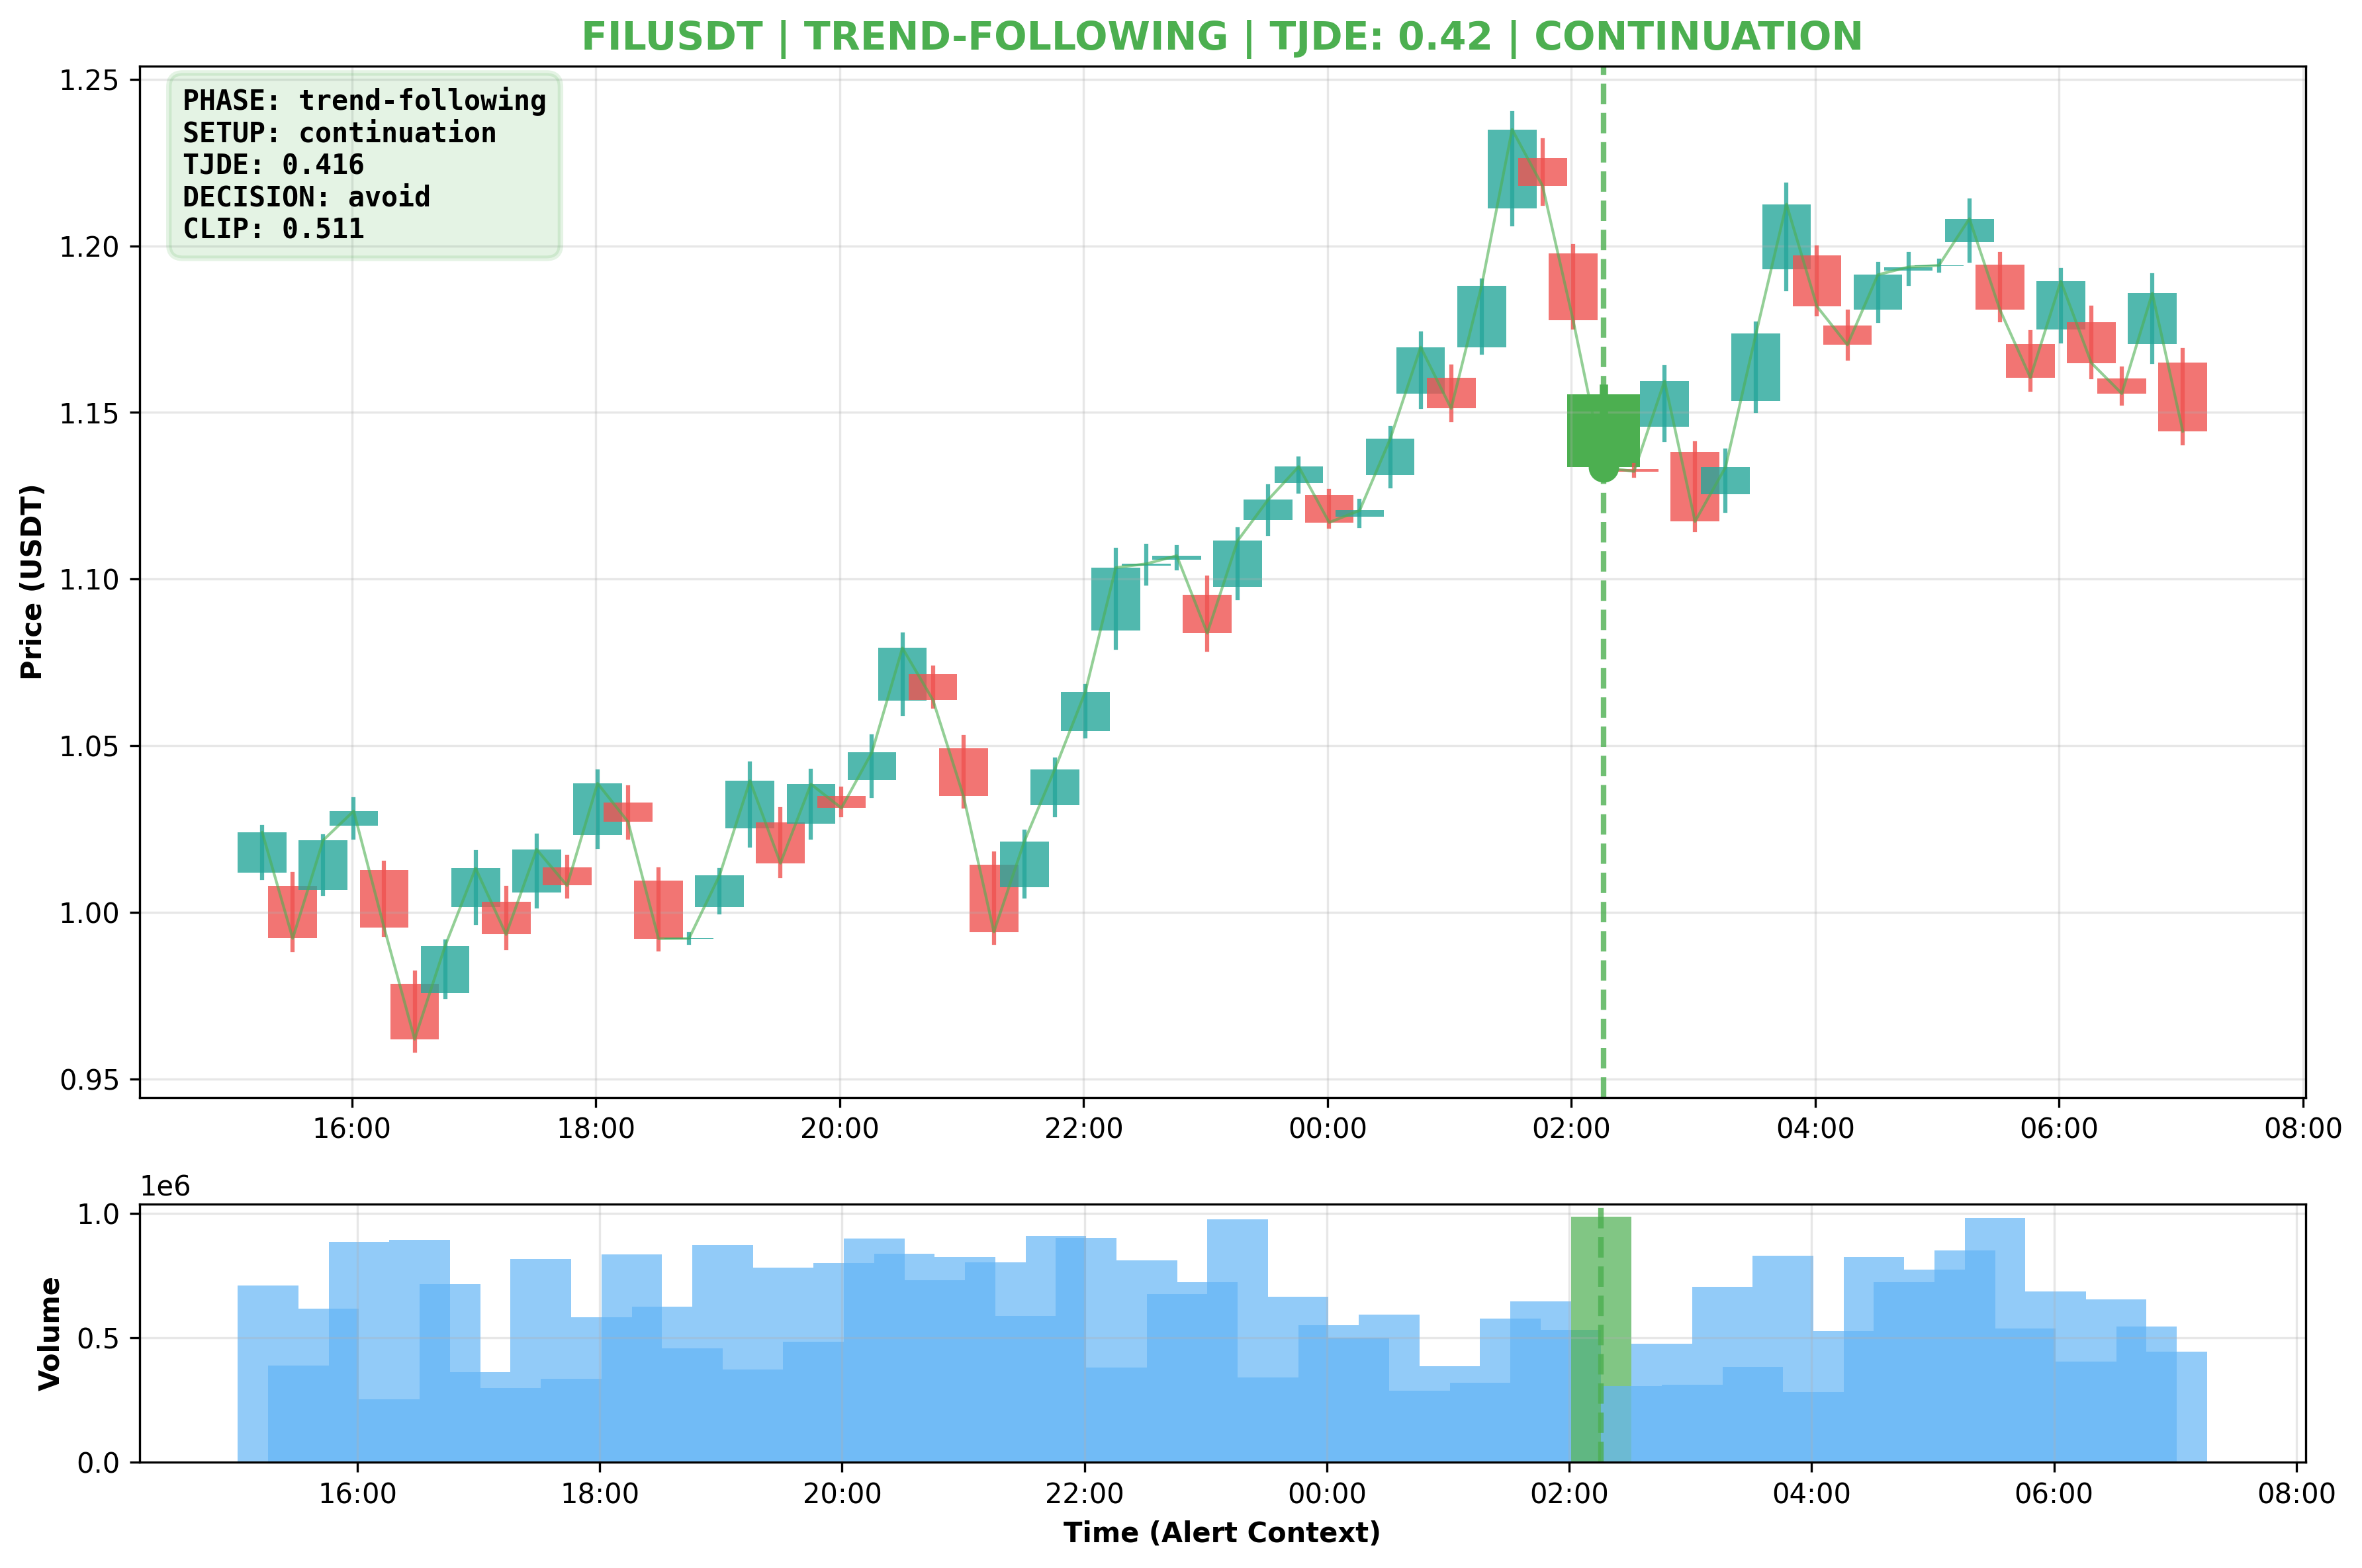 FILUSDT | TREND-FOLLOWING | TJDE: 0.42 | CONTINUATION
PHASE: trend-following
SETUP: continuation
TJDE: 0.416
DECISION: avoid
CLIP: 0.511
Price (USDT)
1.25
1.20
1.15
1.10
1.05
1.00
0.95
16:00 18:00 20:00 22:00 00:00 02:00 04:00 06:00 08:00
1e6
Volume
1.0
0.5
0.0
16:00 18:00 20:00 22:00 00:00 02:00 04:00 06:00 08:00
Time (Alert Context)